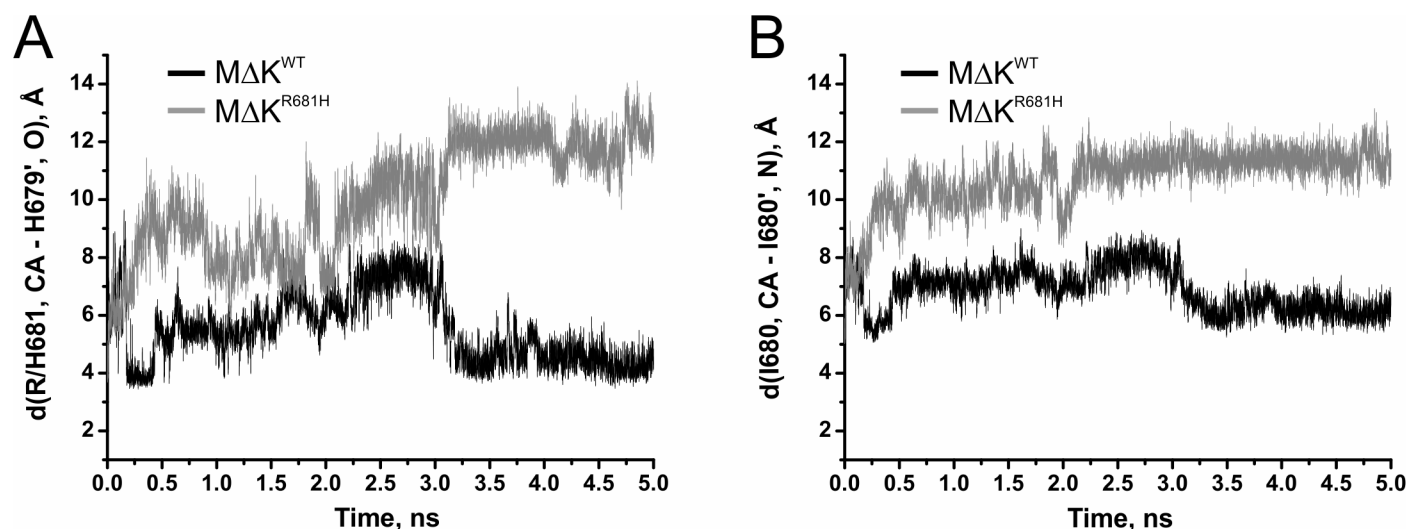 A
MΔK^WT
MΔK^R681H
d(R/H681, CA - H679', O), Å
14
12
10
8
6
4
2
0.0 0.5 1.0 1.5 2.0 2.5 3.0 3.5 4.0 4.5 5.0
Time, ns
B
MΔK^WT
MΔK^R681H
d(I680, CA - I680', N), Å
14
12
10
8
6
4
2
0.0 0.5 1.0 1.5 2.0 2.5 3.0 3.5 4.0 4.5 5.0
Time, ns